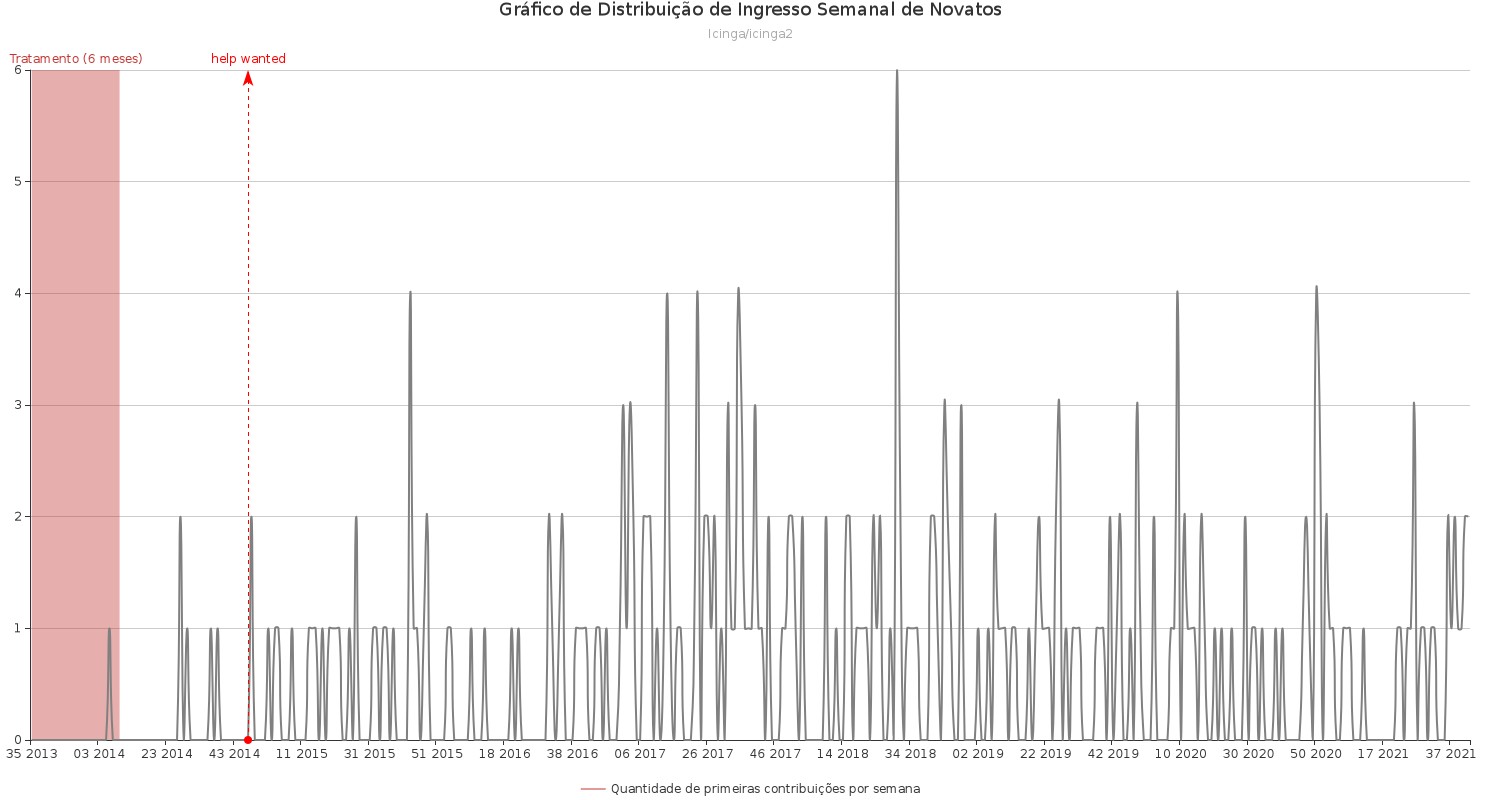 Gráfico de Distribuição de Ingresso Semanal de Novatos
Icinga/icinga2
Tratamento (6 meses)
help wanted
6
5
4
3
2
1
0
35 2013 03 2014 23 2014 43 2014 11 2015 31 2015 51 2015 18 2016 38 2016 06 2017 26 2017 46 2017 14 2018 34 2018 02 2019 22 2019 42 2019 10 2020 30 2020 50 2020 17 2021 37 2021
Quantidade de primeiras contribuições por semana